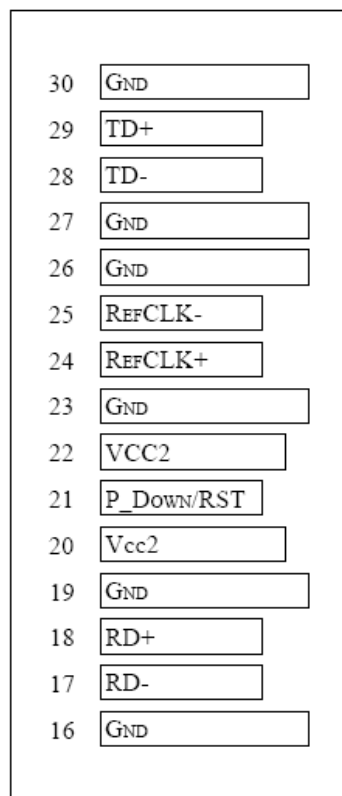 30 GND
29 TD+
28 TD-
27 GND
26 GND
25 REFCLK-
24 REFCLK+
23 GND
22 VCC2
21 P_DOWN/RST
20 Vcc2
19 GND
18 RD+
17 RD-
16 GND